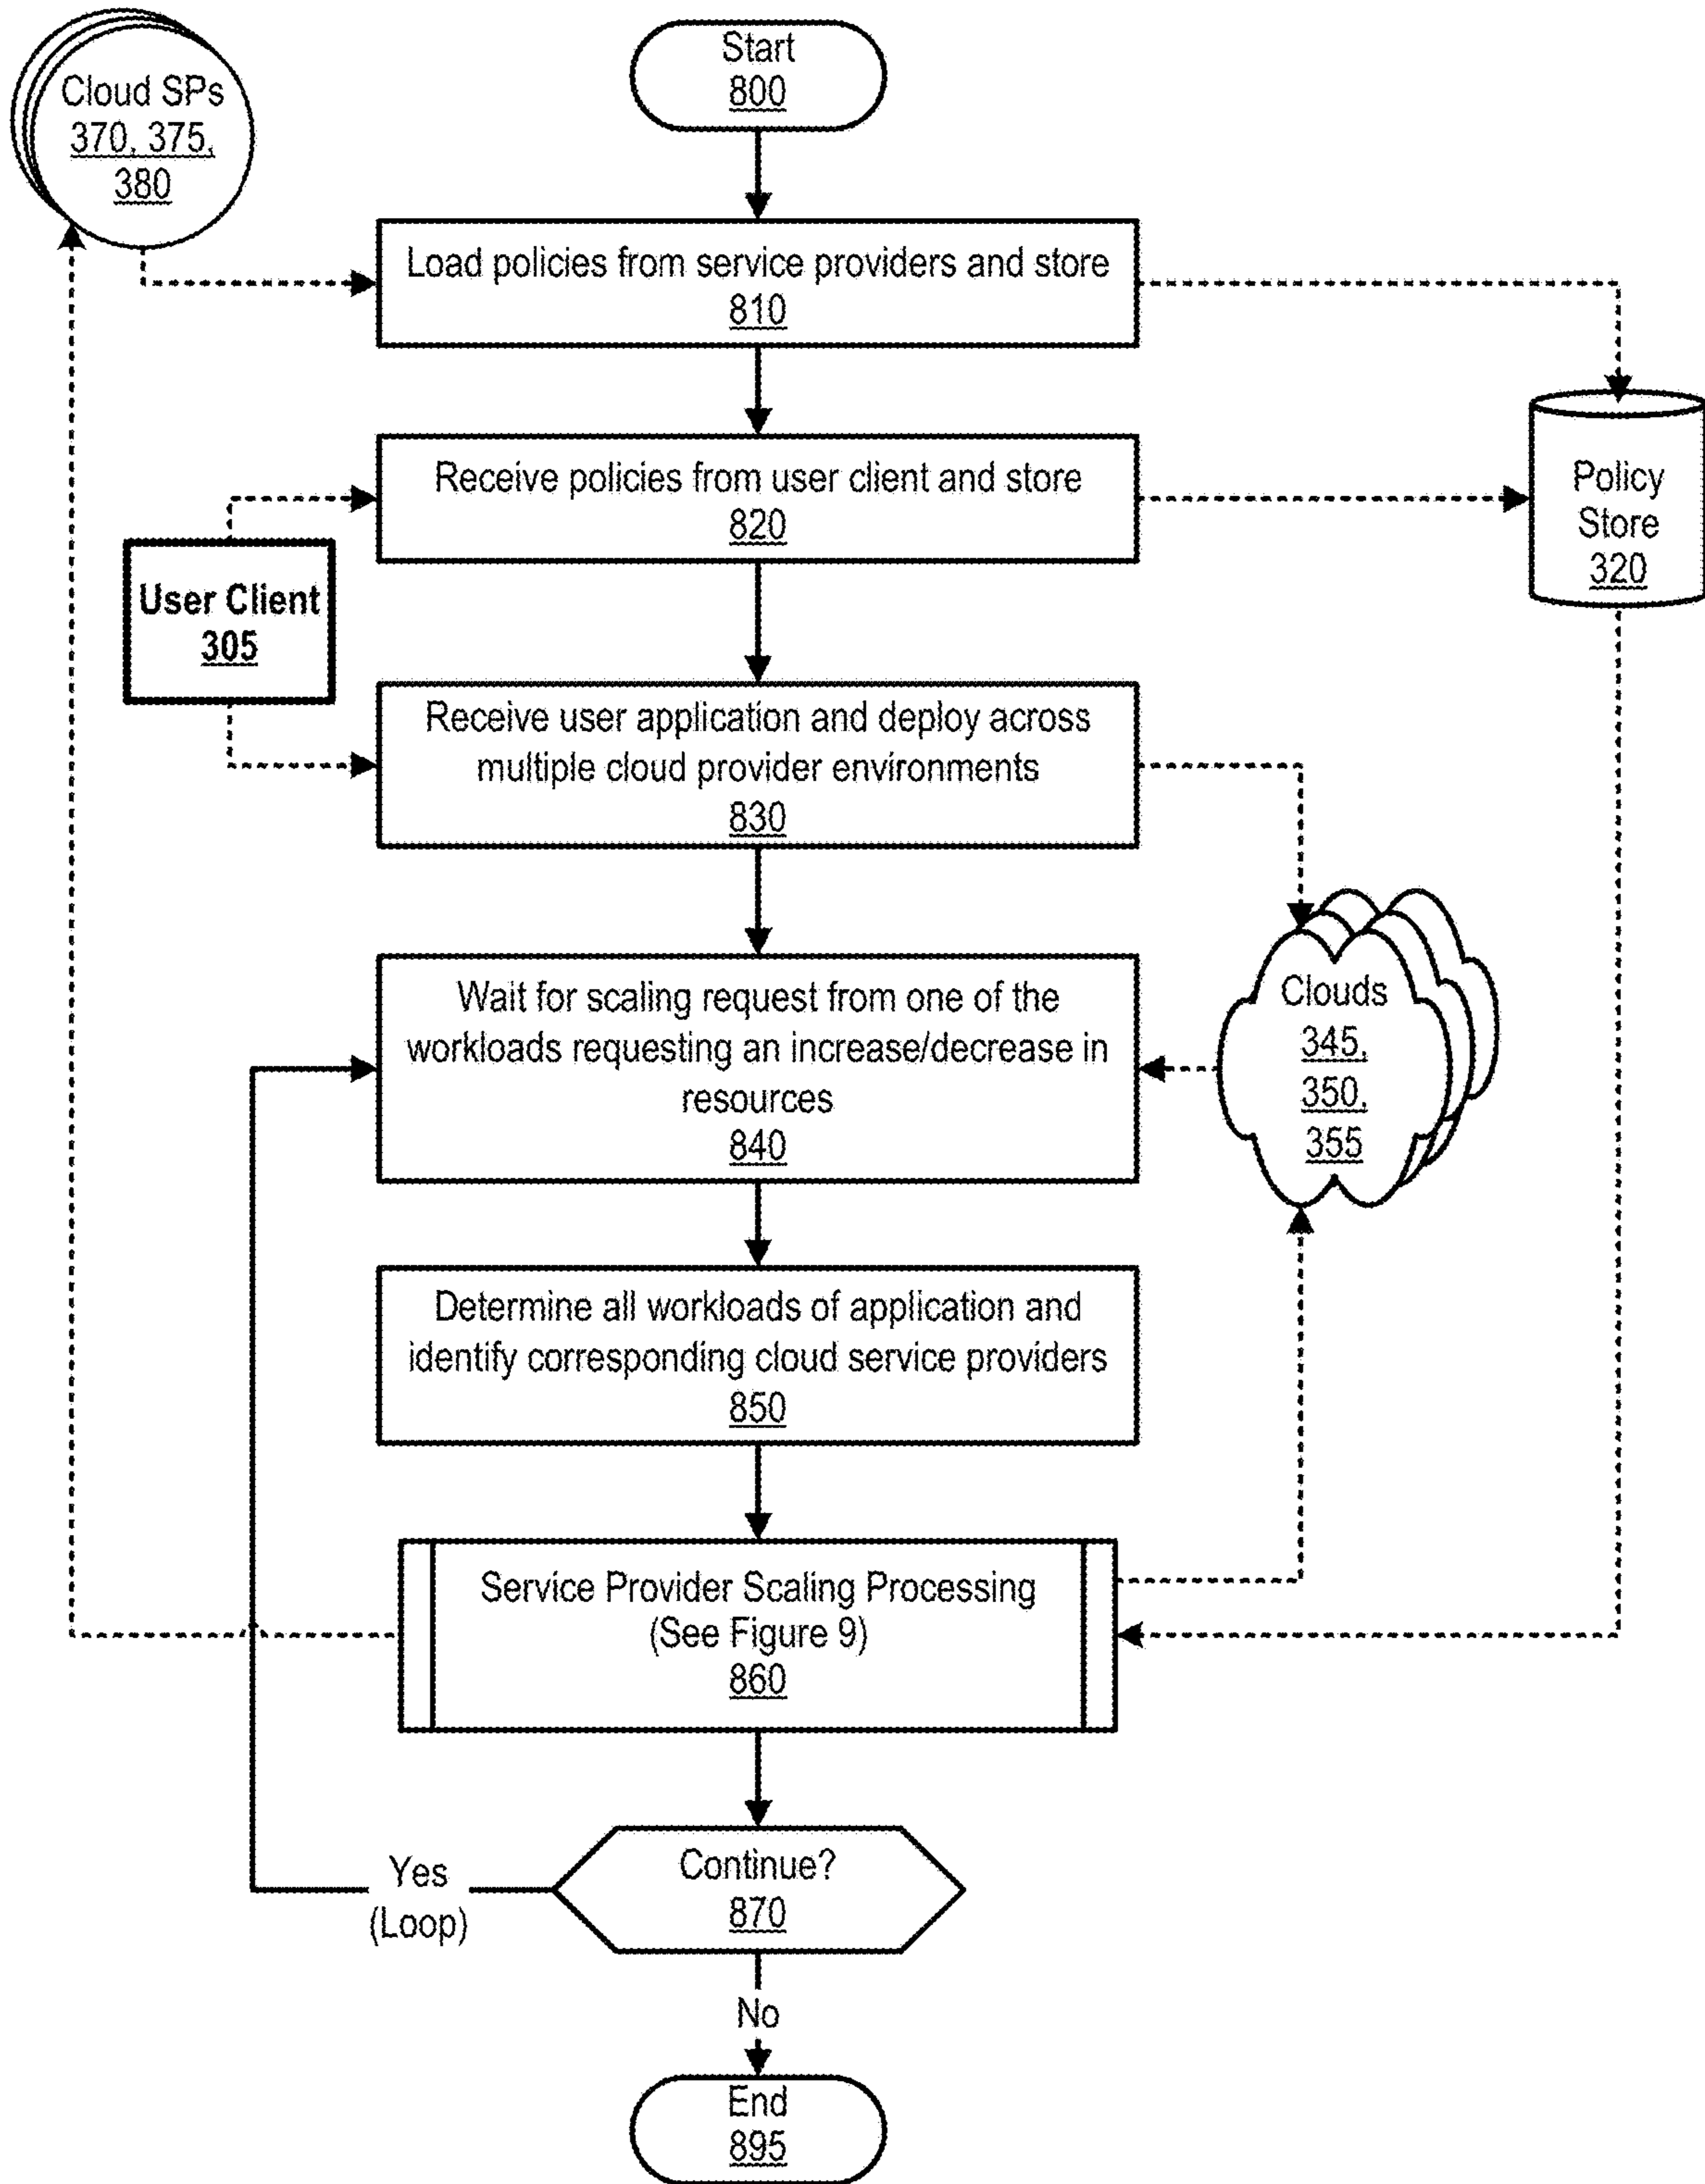 Start
800
Cloud SPs
370, 375,
380
Load policies from service providers and store
810
Receive policies from user client and store
820
Policy
Store
320
User Client
305
Receive user application and deploy across
multiple cloud provider environments
830
Wait for scaling request from one of the
workloads requesting an increase/decrease in
resources
840
Clouds
345,
350,
355
Determine all workloads of application and
identify corresponding cloud service providers
850
Service Provider Scaling Processing
(See Figure 9)
860
Continue?
870
Yes
(Loop)
No
End
895